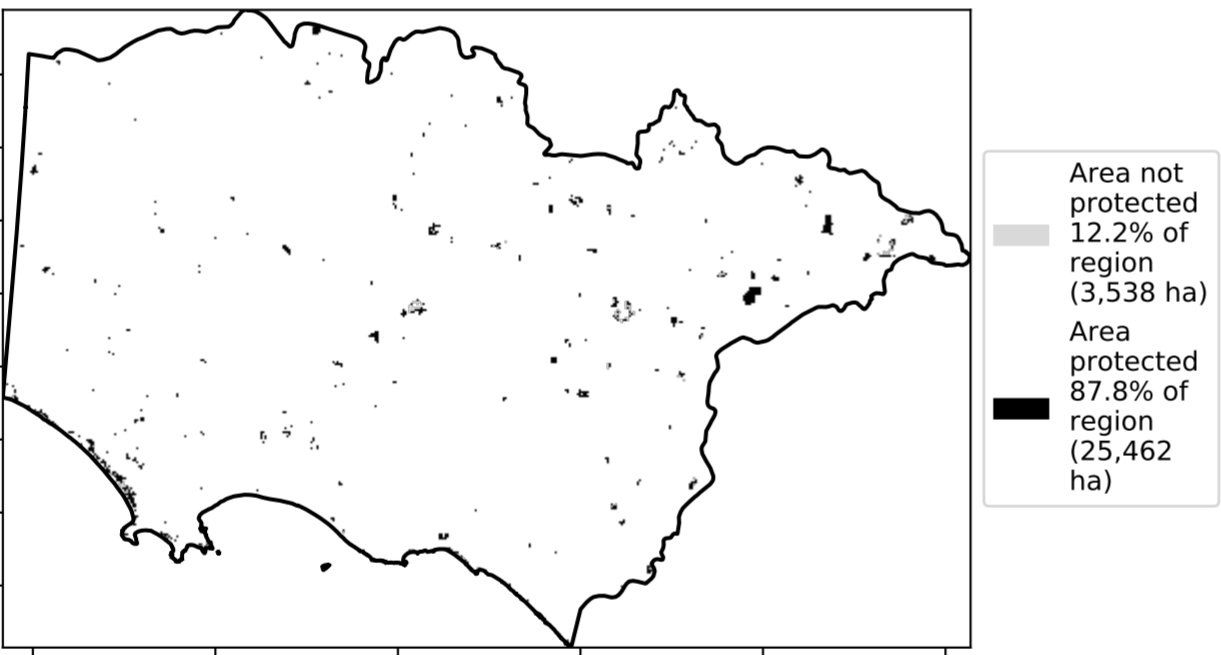 Area not
protected
12.2% of
region
(3,538 ha)
Area
protected
87.8% of
region
(25,462
ha)